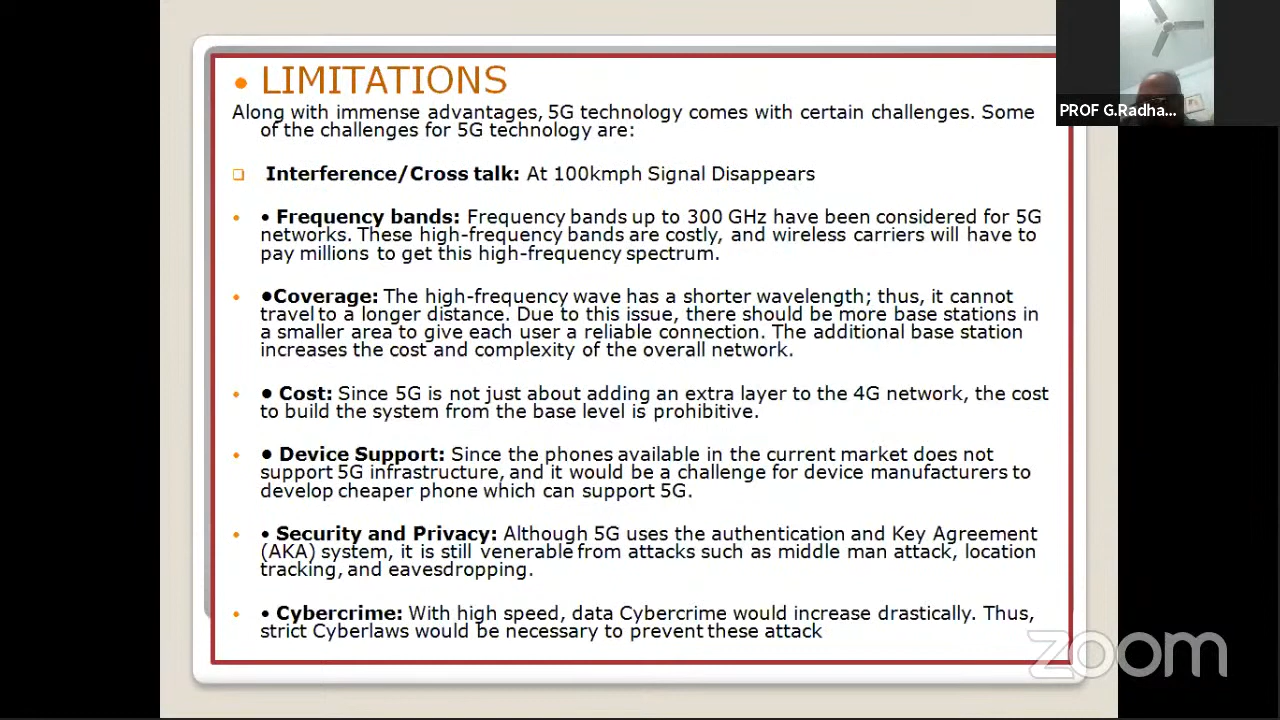 • LIMITATIONS
Along with immense advantages, 5G technology comes with certain challenges. Some
of the challenges for 5G technology are:
❑ Interference/Cross talk: At 100kmph Signal Disappears
• • Frequency bands: Frequency bands up to 300 GHz have been considered for 5G
networks. These high-frequency bands are costly, and wireless carriers will have to
pay millions to get this high-frequency spectrum.
• ●Coverage: The high-frequency wave has a shorter wavelength; thus, it cannot
travel to a longer distance. Due to this issue, there should be more base stations in
a smaller area to give each user a reliable connection. The additional base station
increases the cost and complexity of the overall network.
• ● Cost: Since 5G is not just about adding an extra layer to the 4G network, the cost
to build the system from the base level is prohibitive.
• ● Device Support: Since the phones available in the current market does not
support 5G infrastructure, and it would be a challenge for device manufacturers to
develop cheaper phone which can support 5G.
• • Security and Privacy: Although 5G uses the authentication and Key Agreement
(AKA) system, it is still venerable from attacks such as middle man attack, location
tracking, and eavesdropping.
• • Cybercrime: With high speed, data Cybercrime would increase drastically. Thus,
strict Cyberlaws would be necessary to prevent these attack
PROF G.Radha...
zoom